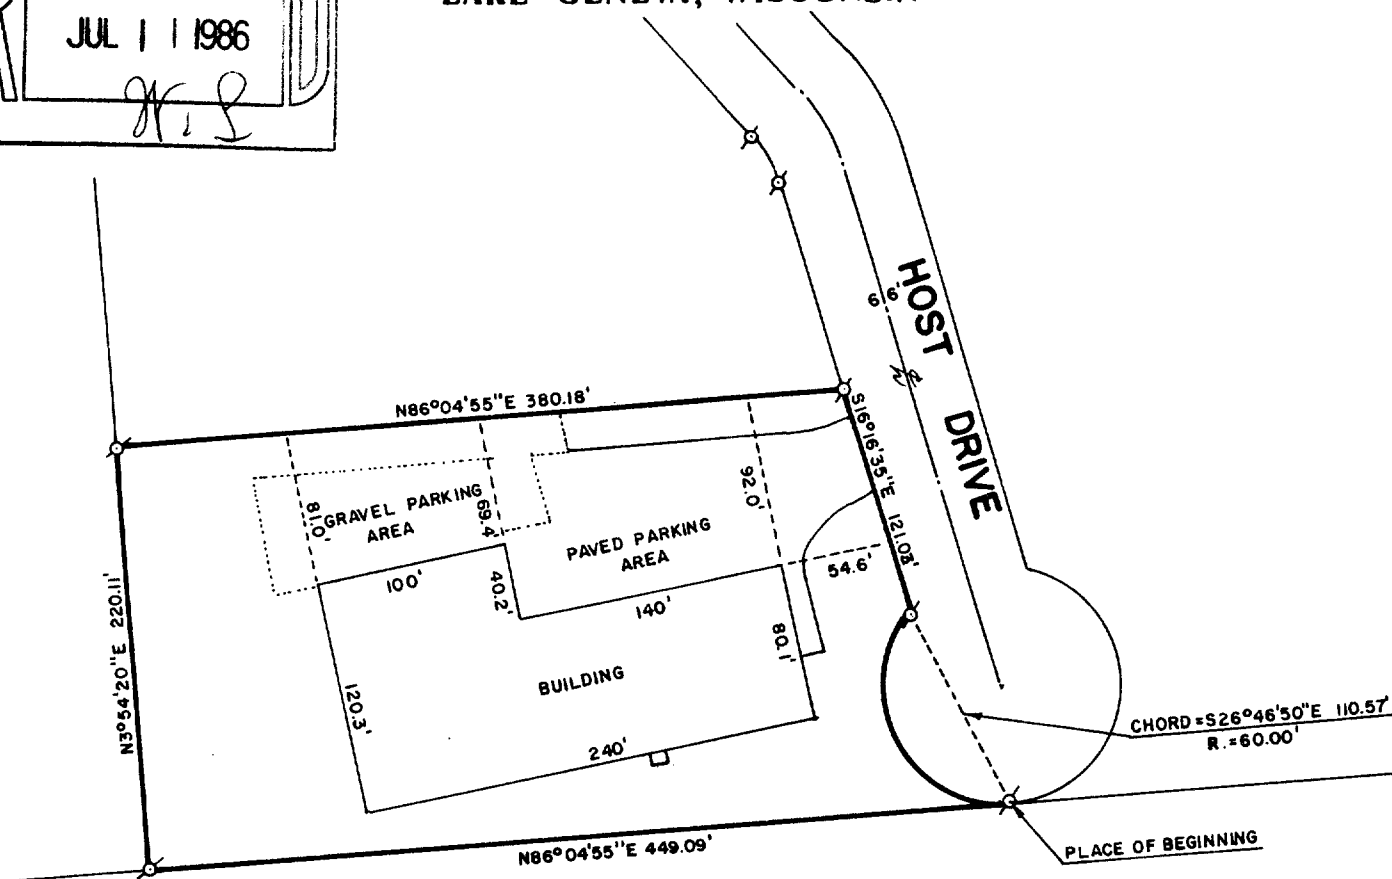 JUL 11 1986
66'
HOST
DRIVE
N86°04'55"E 380.18'
S16°16'35"E 121.03'
81.0'
GRAVEL PARKING
AREA
69.4'
92.0'
PAVED PARKING
AREA
54.6'
100'
40.2'
140'
80.1'
N3°54'20"E 220.11'
BUILDING
120.3'
240'
CHORD=S26°46'50"E 110.57'
R.=60.00'
N86°04'55"E 449.09'
PLACE OF BEGINNING